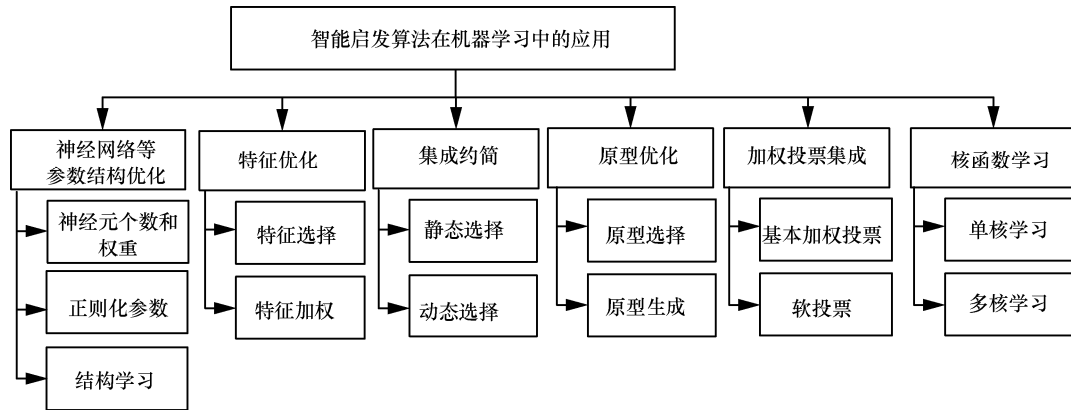 智能启发算法在机器学习中的应用
神经网络等
参数结构优化
特征优化
集成约简
原型优化
加权投票集成
核函数学习
神经元个数和
权重
正则化参数
结构学习
特征选择
特征加权
静态选择
动态选择
原型选择
原型生成
基本加权投票
软投票
单核学习
多核学习